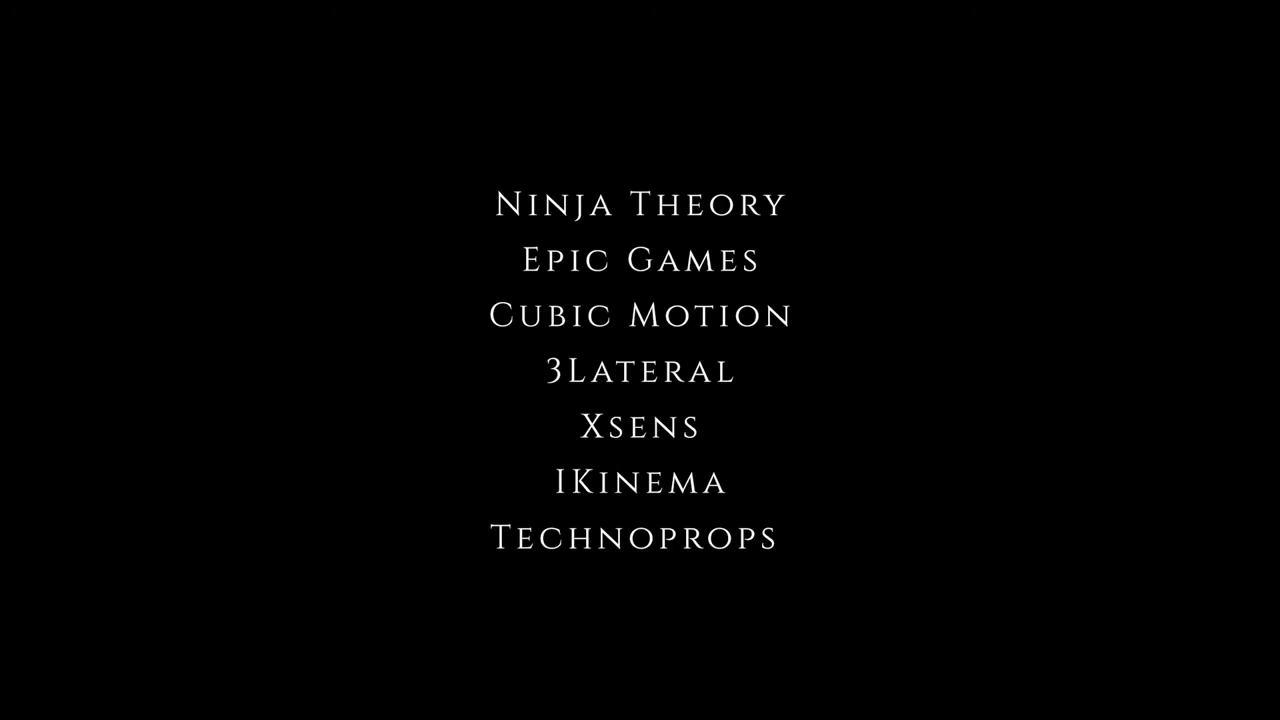 Ninja Theory
Epic Games
Cubic Motion
3Lateral
Xsens
IKinema
Technoprops